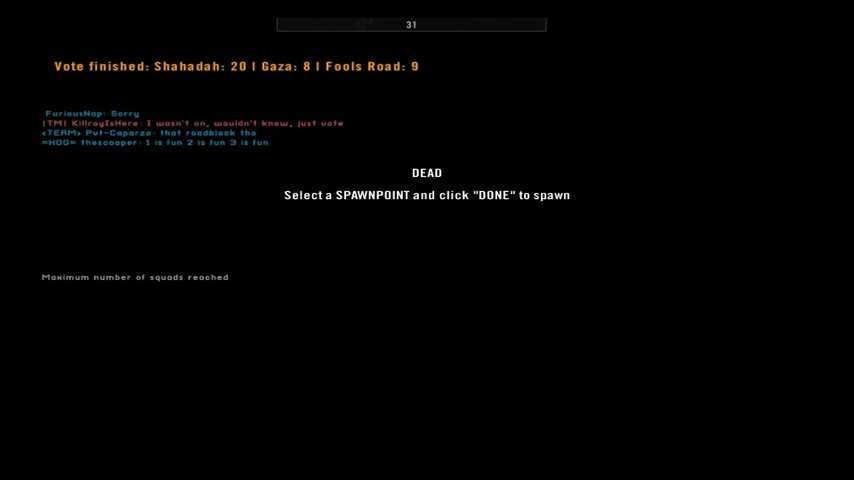 31
Vote finished: Shahadah: 20 | Gaza: 8 | Fools Road: 9
FuriousNap: Sorry
|TM| KillroyIsHere: I wasn't on, wouldn't know, just vote
<TERM> Pvt-Caparzo: that roadblock tho
=HOG= thescooper: 1 is fun 2 is fun 3 is fun
DEAD
Select a SPAWNPOINT and click "DONE" to spawn
Maximum number of squads reached